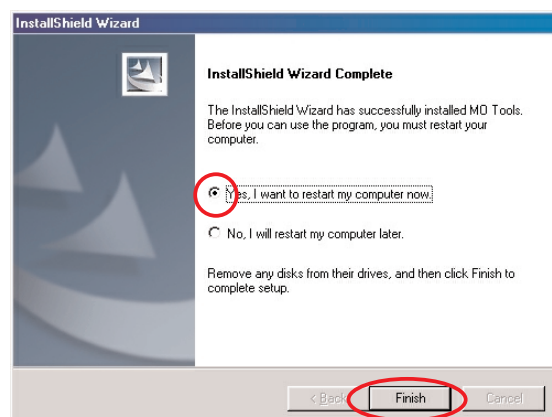 InstallShield Wizard
InstallShield Wizard Complete
The InstallShield Wizard has successfully installed MO Tools.
Before you can use the program, you must restart your
computer.
Yes, I want to restart my computer now.
No, I will restart my computer later.
Remove any disks from their drives, and then click Finish to
complete setup.
< Back Finish Cancel